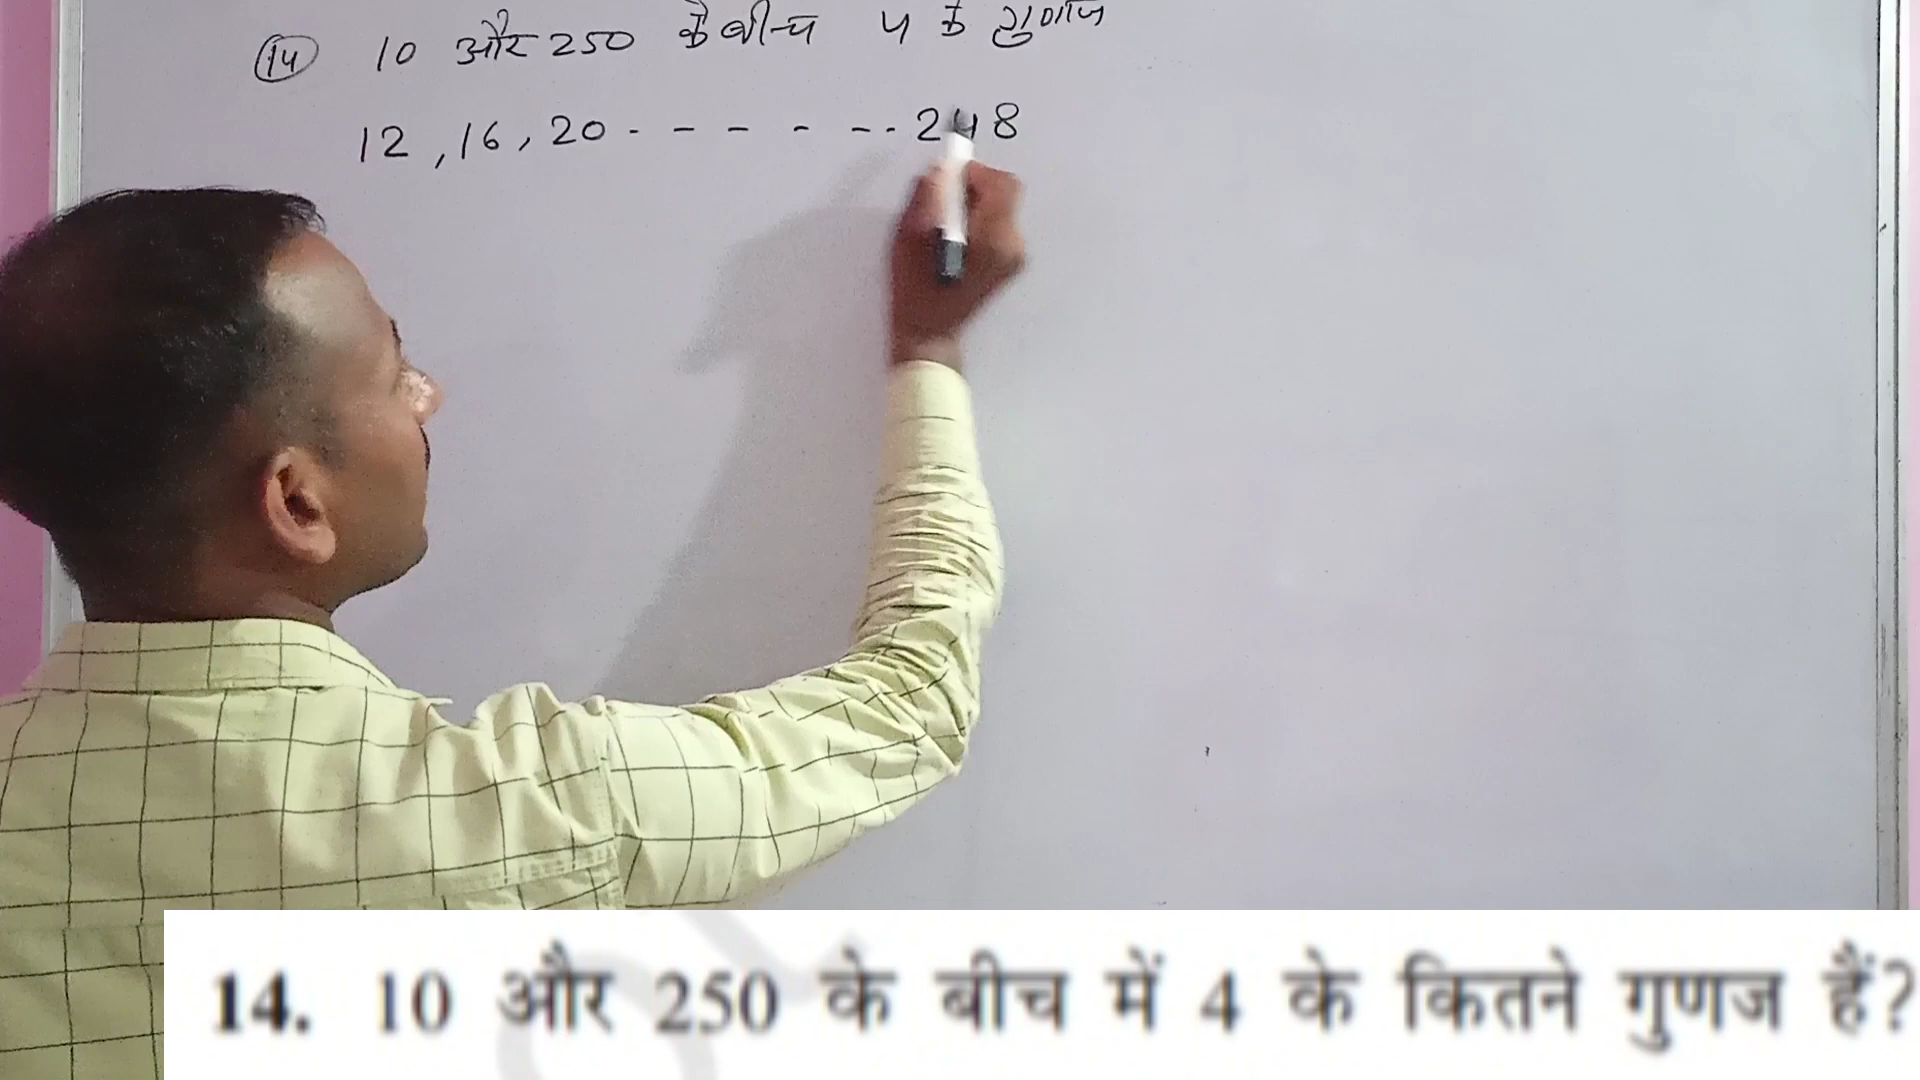 14 10 और 250 के बीच 4 के गुणज
12, 16, 20 - - - - - - - 248
14. 10 और 250 के बीच में 4 के कितने गुणज हैं?